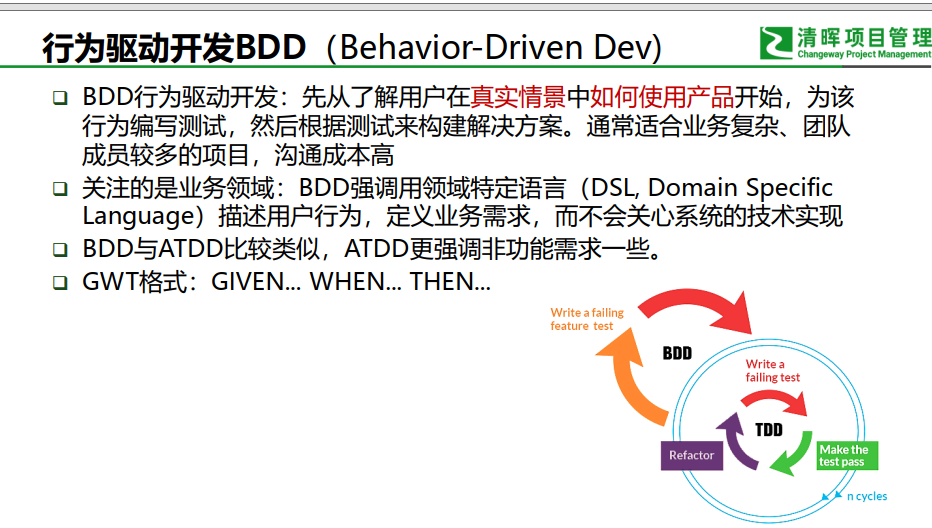 行为驱动开发BDD（Behavior-Driven Dev)
清晖项目管理
Changeway Project Management
❑ BDD行为驱动开发：先从了解用户在真实情景中如何使用产品开始，为该
行为编写测试，然后根据测试来构建解决方案。通常适合业务复杂、团队
成员较多的项目，沟通成本高
❑ 关注的是业务领域：BDD强调用领域特定语言（DSL, Domain Specific
Language）描述用户行为，定义业务需求，而不会关心系统的技术实现
❑ BDD与ATDD比较类似，ATDD更强调非功能需求一些。
❑ GWT格式：GIVEN... WHEN... THEN...
Write a failing
feature test
BDD
Write a
failing test
TDD
Refactor
Make the
test pass
n cycles